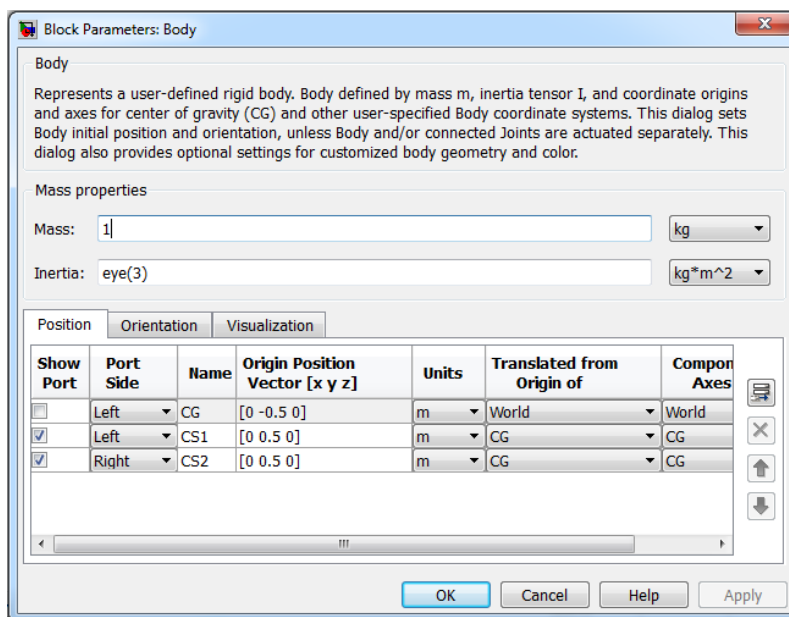 Block Parameters: Body
Body
Represents a user-defined rigid body. Body defined by mass m, inertia tensor I, and coordinate origins
and axes for center of gravity (CG) and other user-specified Body coordinate systems. This dialog sets
Body initial position and orientation, unless Body and/or connected Joints are actuated separately. This
dialog also provides optional settings for customized body geometry and color.
Mass properties
Mass: 1 kg
Inertia: eye(3) kg*m^2
Position Orientation Visualization
Show Port Port Side Name Origin Position Vector [x y z] Units Translated from Origin of Compon Axes
Left CG [0 -0.5 0] m World World
Left CS1 [0 0.5 0] m CG CG
Right CS2 [0 0.5 0] m CG CG
OK Cancel Help Apply